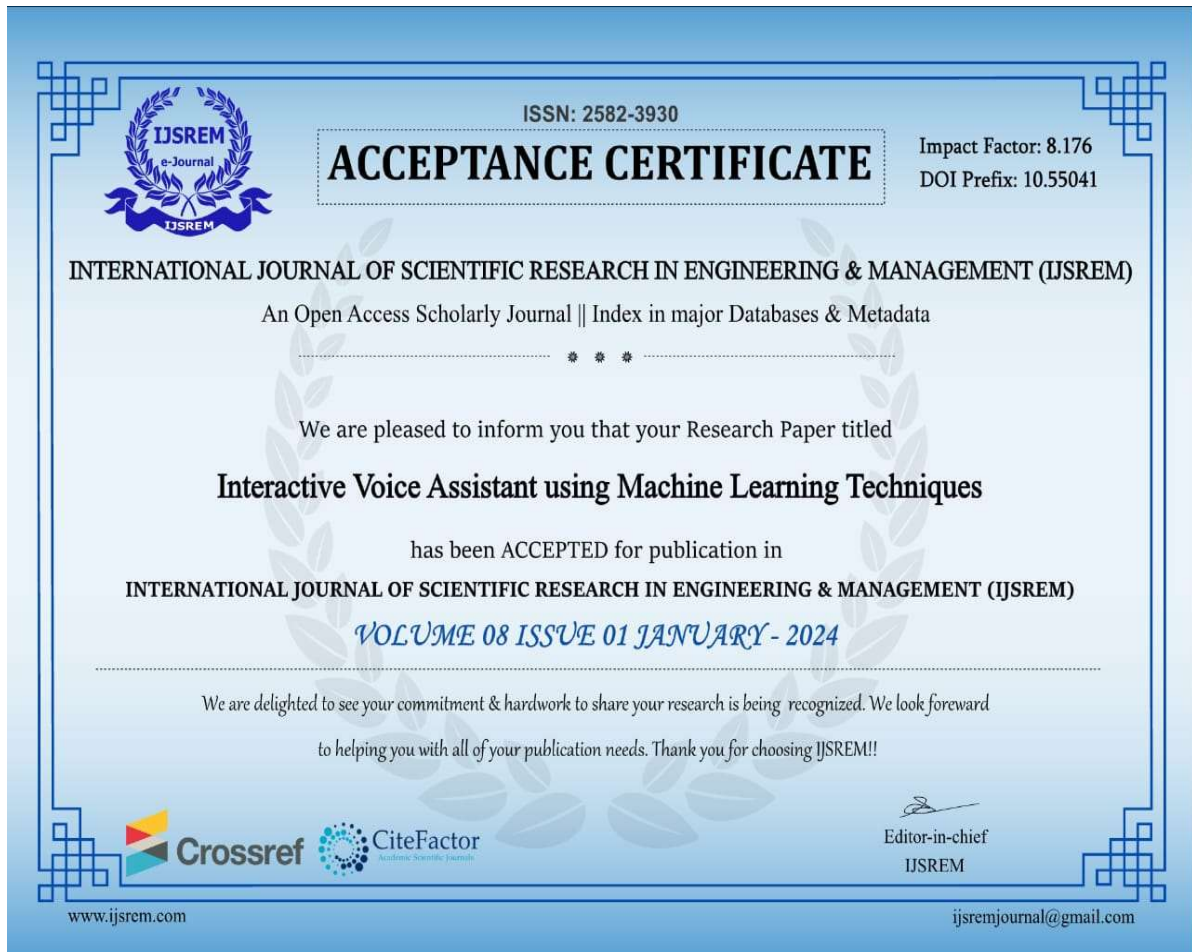 ISSN: 2582-3930
IJSREM
e-Journal
IJSREM
ACCEPTANCE CERTIFICATE
Impact Factor: 8.176
DOI Prefix: 10.55041
INTERNATIONAL JOURNAL OF SCIENTIFIC RESEARCH IN ENGINEERING & MANAGEMENT (IJSREM)
An Open Access Scholarly Journal || Index in major Databases & Metadata
We are pleased to inform you that your Research Paper titled
Interactive Voice Assistant using Machine Learning Techniques
has been ACCEPTED for publication in
INTERNATIONAL JOURNAL OF SCIENTIFIC RESEARCH IN ENGINEERING & MANAGEMENT (IJSREM)
VOLUME 08 ISSUE 01 JANUARY - 2024
We are delighted to see your commitment & hardwork to share your research is being recognized. We look foreward
to helping you with all of your publication needs. Thank you for choosing IJSREM!!
Crossref
CiteFactor
Academic Scientific Journals
Editor-in-chief
IJSREM
www.ijsrem.com
ijsremjournal@gmail.com